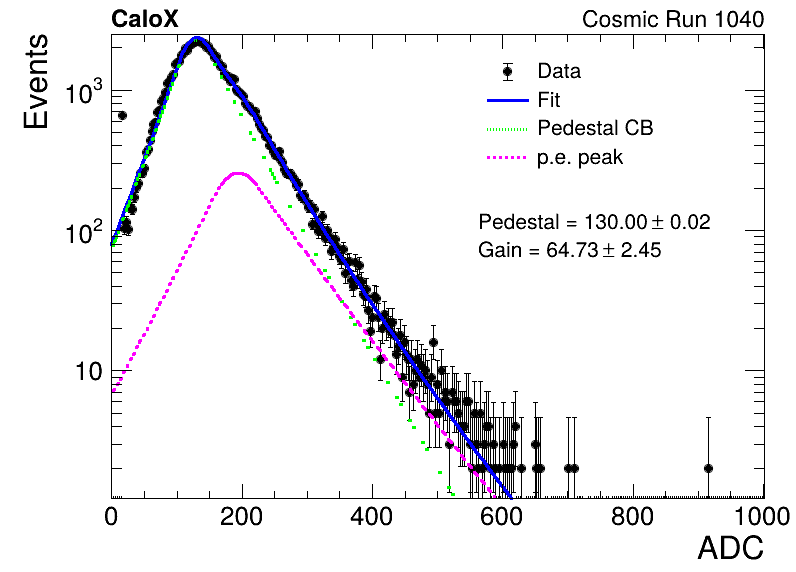 CaloX Cosmic Run 1040
Events
10³
10²
10
Data
Fit
Pedestal CB
p.e. peak
Pedestal = 130.00 ± 0.02
Gain = 64.73 ± 2.45
0 200 400 600 800 1000
ADC